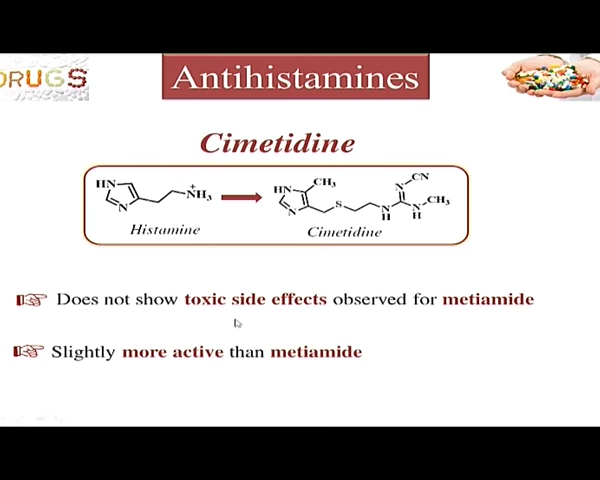 DRUGS
Antihistamines
Cimetidine
HN
N
+
NH3
HN
N
CH3
S
N
H
N
CN
N
H
CH3
Histamine
Cimetidine
Does not show toxic side effects observed for metiamide
Slightly more active than metiamide